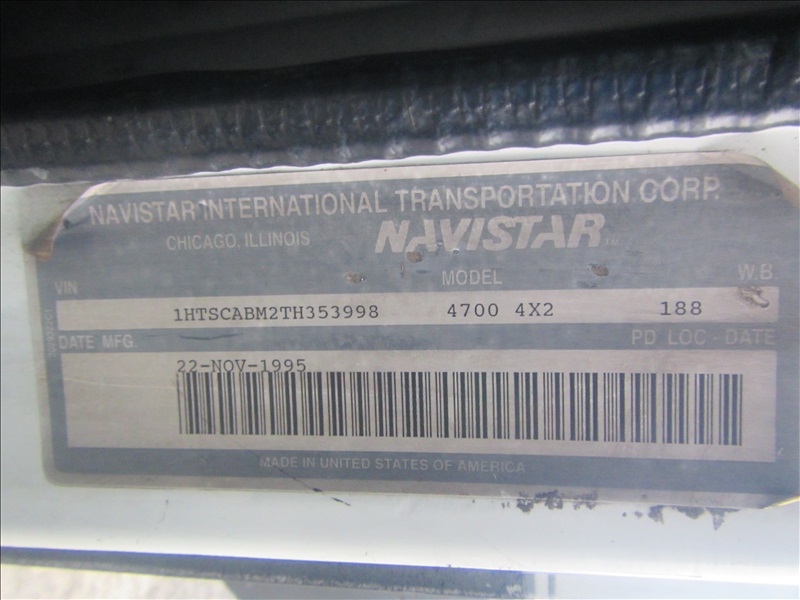 NAVISTAR INTERNATIONAL TRANSPORTATION CORP.
CHICAGO, ILLINOIS NAVISTAR
VIN MODEL W.B.
1HTSCABM2TH353998 4700 4X2 188
DATE MFG. PD LOC - DATE
22-NOV-1995
MADE IN UNITED STATES OF AMERICA